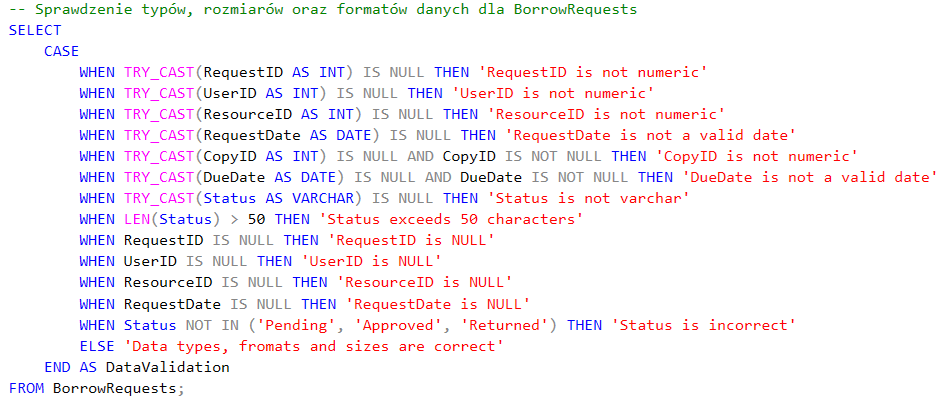 -- Sprawdzenie typów, rozmiarów oraz formatów danych dla BorrowRequests
SELECT
    CASE
        WHEN TRY_CAST(RequestID AS INT) IS NULL THEN 'RequestID is not numeric'
        WHEN TRY_CAST(UserID AS INT) IS NULL THEN 'UserID is not numeric'
        WHEN TRY_CAST(ResourceID AS INT) IS NULL THEN 'ResourceID is not numeric'
        WHEN TRY_CAST(RequestDate AS DATE) IS NULL THEN 'RequestDate is not a valid date'
        WHEN TRY_CAST(CopyID AS INT) IS NULL AND CopyID IS NOT NULL THEN 'CopyID is not numeric'
        WHEN TRY_CAST(DueDate AS DATE) IS NULL AND DueDate IS NOT NULL THEN 'DueDate is not a valid date'
        WHEN TRY_CAST(Status AS VARCHAR) IS NULL THEN 'Status is not varchar'
        WHEN LEN(Status) > 50 THEN 'Status exceeds 50 characters'
        WHEN RequestID IS NULL THEN 'RequestID is NULL'
        WHEN UserID IS NULL THEN 'UserID is NULL'
        WHEN ResourceID IS NULL THEN 'ResourceID is NULL'
        WHEN RequestDate IS NULL THEN 'RequestDate is NULL'
        WHEN Status NOT IN ('Pending', 'Approved', 'Returned') THEN 'Status is incorrect'
        ELSE 'Data types, fromats and sizes are correct'
    END AS DataValidation
FROM BorrowRequests;